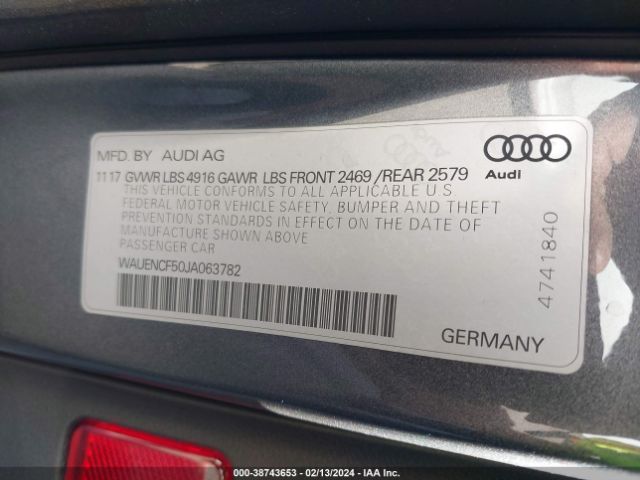 MFD. BY AUDI AG
11 17 GVWR LBS 4916 GAWR LBS FRONT 2469 /REAR 2579
Audi
THIS VEHICLE CONFORMS TO ALL APPLICABLE U.S.
FEDERAL MOTOR VEHICLE SAFETY, BUMPER AND THEFT
PREVENTION STANDARDS IN EFFECT ON THE DATE OF
MANUFACTURE SHOWN ABOVE
PASSENGER CAR
WAUENCF50JA063782
4741840
GERMANY
000-38743653 - 02/13/2024 - IAA Inc.